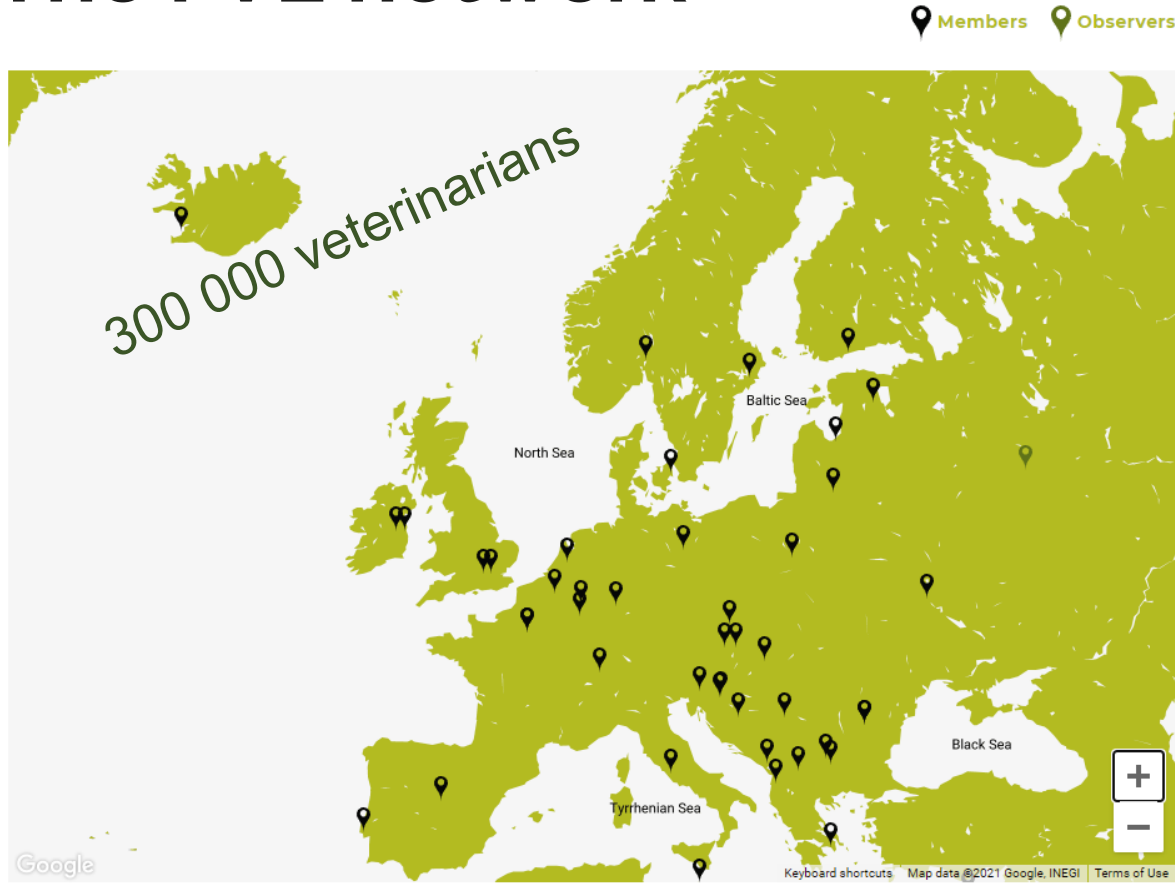 Members
Observers
300 000 veterinarians
Baltic Sea
North Sea
Black Sea
Tyrrhenian Sea
+
−
Google
Keyboard shortcuts
Map data ©2021 Google, INEGI
Terms of Use